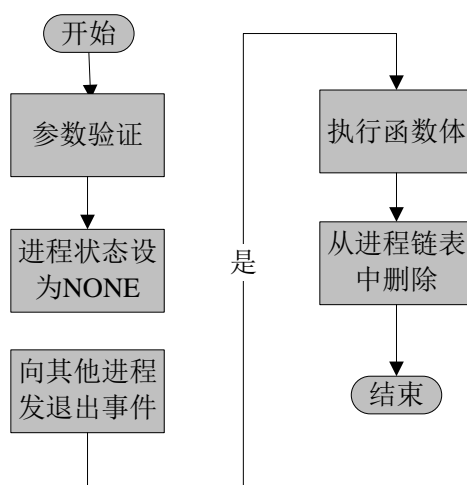 开始
参数验证
进程状态设
为NONE
向其他进程
发退出事件
是
执行函数体
从进程链表
中删除
结束